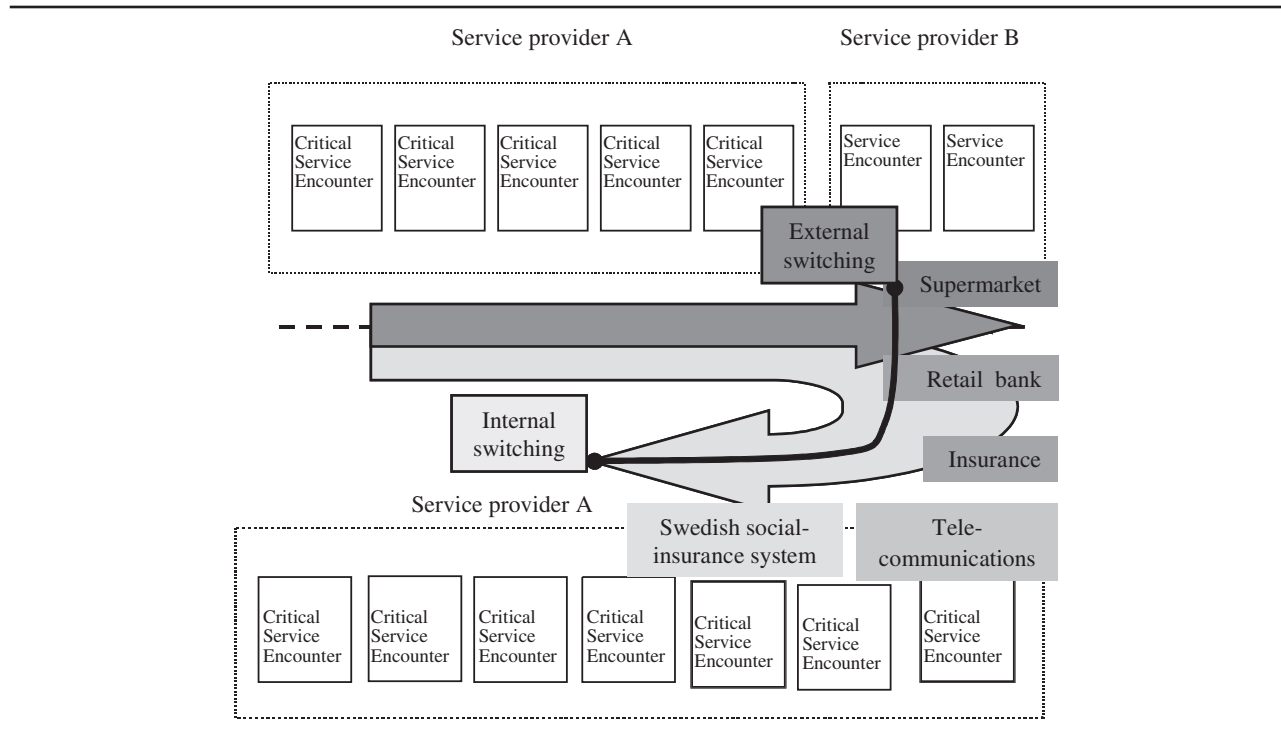 Service provider A
Service provider B
Critical
Service
Encounter
Critical
Service
Encounter
Critical
Service
Encounter
Critical
Service
Encounter
Critical
Service
Encounter
Service
Encounter
Service
Encounter
External
switching
Supermarket
Retail bank
Internal
switching
Insurance
Service provider A
Swedish social-
insurance system
Tele-
communications
Critical
Service
Encounter
Critical
Service
Encounter
Critical
Service
Encounter
Critical
Service
Encounter
Critical
Service
Encounter
Critical
Service
Encounter
Critical
Service
Encounter